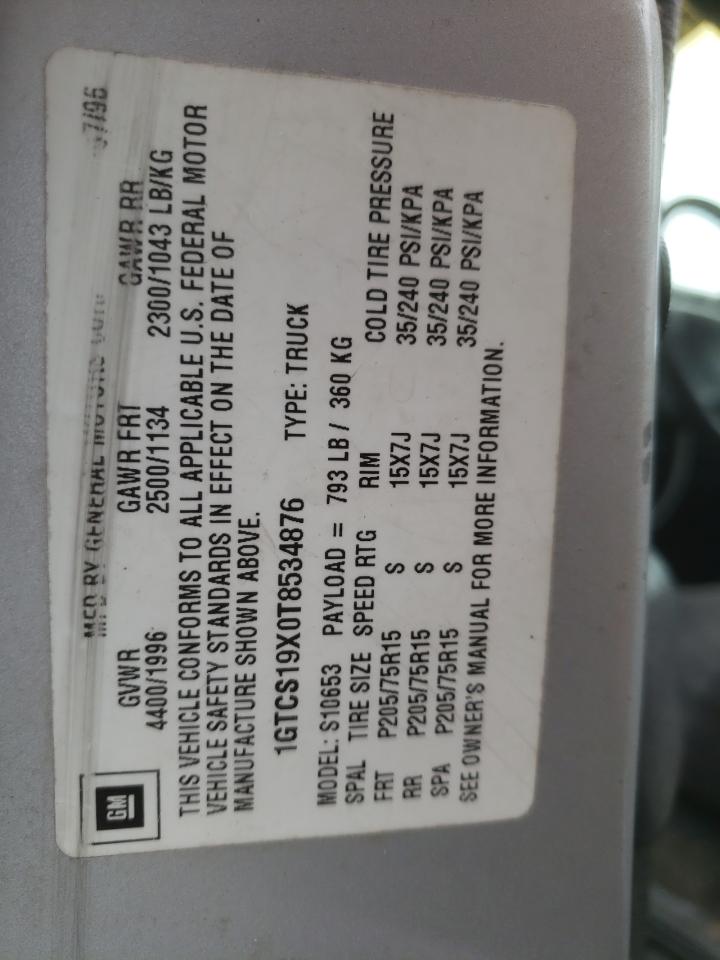 GM
MFD BY GENERAL MOTORS CORP 07/96
GVWR GAWR FRT GAWR RR
4400/1996 2500/1134 2300/1043 LB/KG
THIS VEHICLE CONFORMS TO ALL APPLICABLE U.S. FEDERAL MOTOR
VEHICLE SAFETY STANDARDS IN EFFECT ON THE DATE OF
MANUFACTURE SHOWN ABOVE.
1GTCS19X0T8534876 TYPE: TRUCK
MODEL: S10653 PAYLOAD = 793 LB / 360 KG
SPAL TIRE SIZE SPEED RTG RIM COLD TIRE PRESSURE
FRT P205/75R15 S 15X7J 35/240 PSI/KPA
RR P205/75R15 S 15X7J 35/240 PSI/KPA
SPA P205/75R15 S 15X7J 35/240 PSI/KPA
SEE OWNER'S MANUAL FOR MORE INFORMATION.